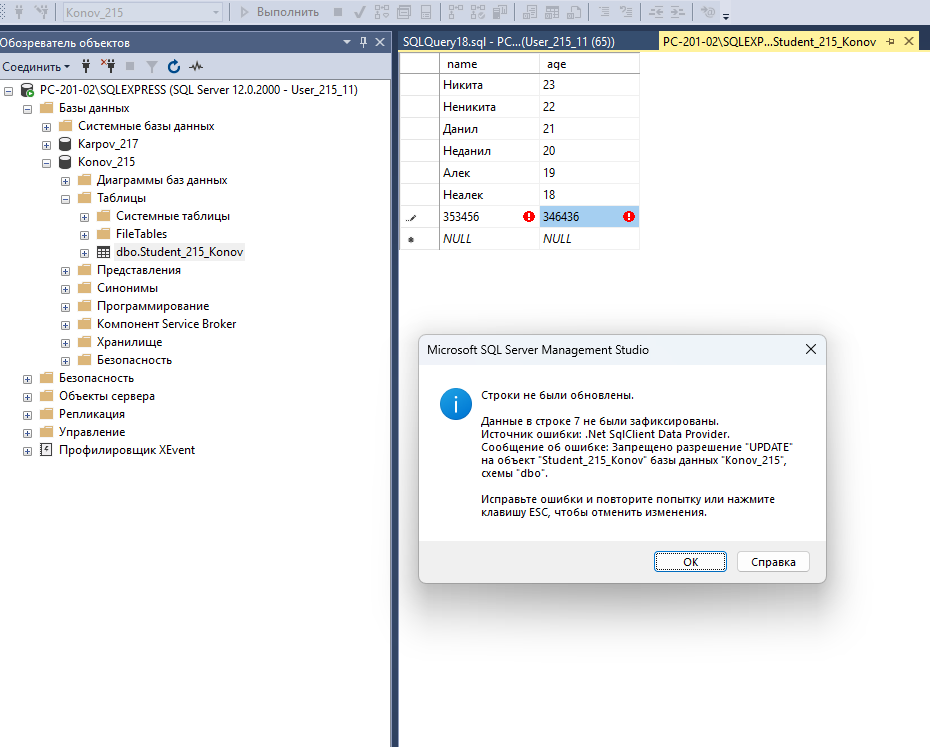 Konov_215
Выполнить
Обозреватель объектов
Соединить
PC-201-02\SQLEXPRESS (SQL Server 12.0.2000 - User_215_11)
Базы данных
Системные базы данных
Karpov_217
Konov_215
Диаграммы баз данных
Таблицы
Системные таблицы
FileTables
dbo.Student_215_Konov
Представления
Синонимы
Программирование
Компонент Service Broker
Хранилище
Безопасность
Безопасность
Объекты сервера
Репликация
Управление
Профилировщик XEvent
SQLQuery18.sql - PC...(User_215_11 (65))
PC-201-02\SQLEXP...Student_215_Konov
name age
Никита 23
Неникита 22
Данил 21
Неданил 20
Алек 19
Неалек 18
353456 346436
NULL NULL
Microsoft SQL Server Management Studio
Строки не были обновлены.
Данные в строке 7 не были зафиксированы.
Источник ошибки: .Net SqlClient Data Provider.
Сообщение об ошибке: Запрещено разрешение "UPDATE"
на объект "Student_215_Konov" базы данных "Konov_215",
схемы "dbo".
Исправьте ошибки и повторите попытку или нажмите
клавишу ESC, чтобы отменить изменения.
ОК
Справка